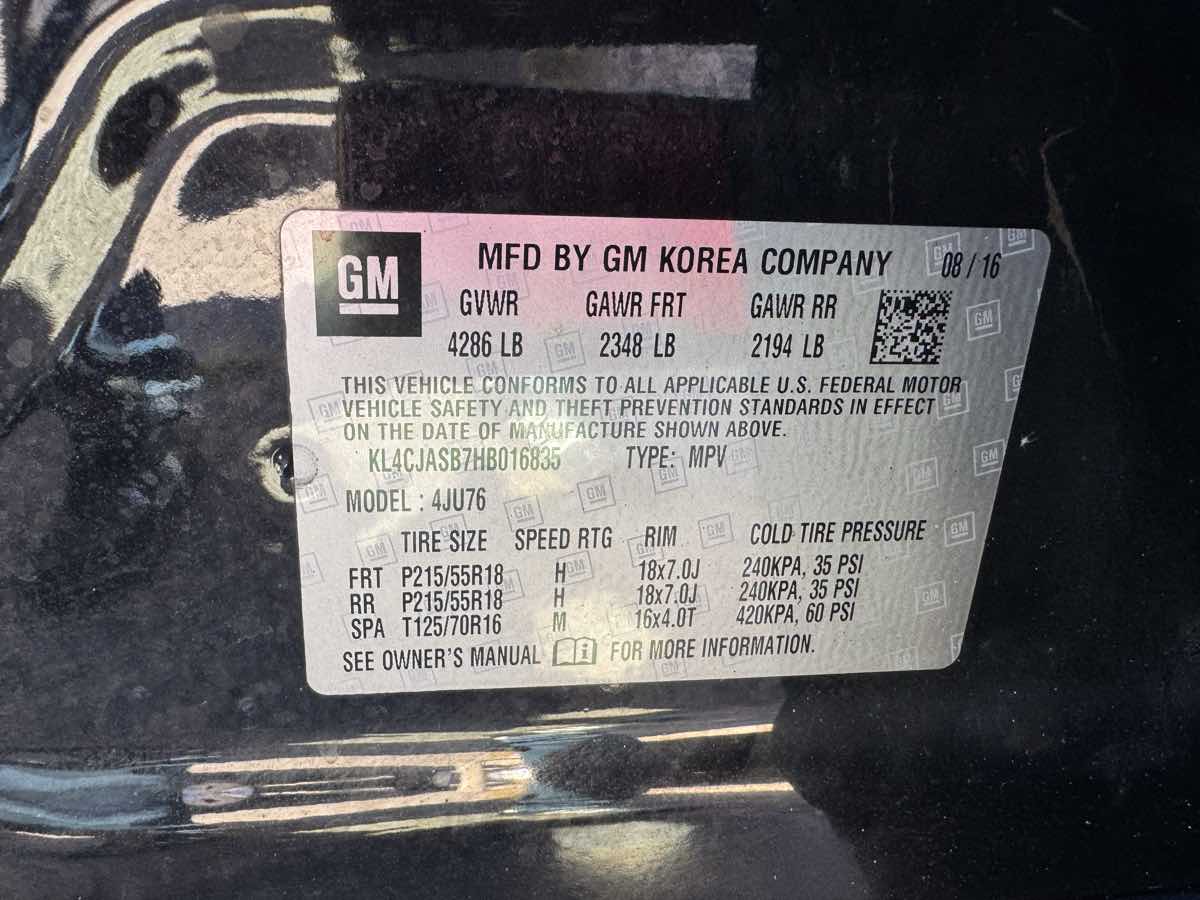 GM
MFD BY GM KOREA COMPANY 08 / 16
GVWR GAWR FRT GAWR RR
4286 LB 2348 LB 2194 LB
THIS VEHICLE CONFORMS TO ALL APPLICABLE U.S. FEDERAL MOTOR
VEHICLE SAFETY AND THEFT PREVENTION STANDARDS IN EFFECT
ON THE DATE OF MANUFACTURE SHOWN ABOVE.
KL4CJASB7HB016835 TYPE: MPV
MODEL : 4JU76
TIRE SIZE SPEED RTG RIM COLD TIRE PRESSURE
FRT P215/55R18 H 18x7.0J 240KPA, 35 PSI
RR P215/55R18 H 18x7.0J 240KPA, 35 PSI
SPA T125/70R16 M 16x4.0T 420KPA, 60 PSI
SEE OWNER'S MANUAL FOR MORE INFORMATION.